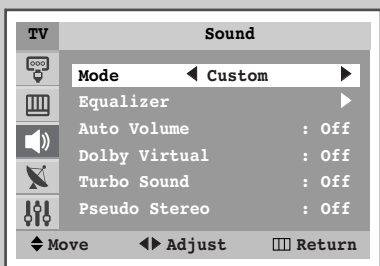 TV Sound
Mode Custom
Equalizer
Auto Volume : Off
Dolby Virtual : Off
Turbo Sound : Off
Pseudo Stereo : Off
Move Adjust Return